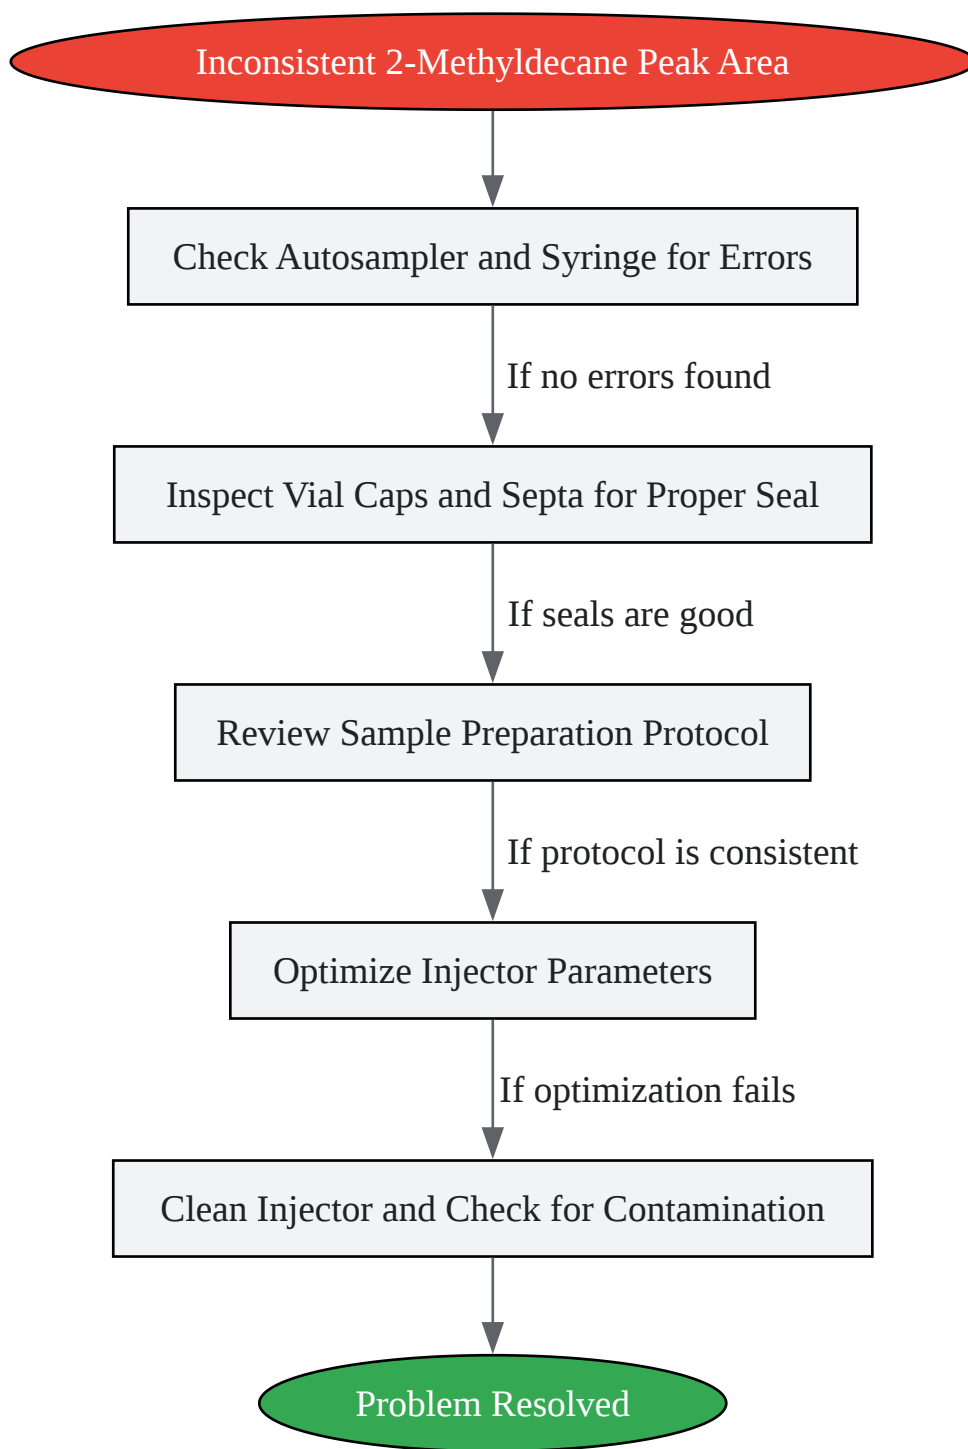 Inconsistent 2-Methyldecane Peak Area
Check Autosampler and Syringe for Errors
If no errors found
Inspect Vial Caps and Septa for Proper Seal
If seals are good
Review Sample Preparation Protocol
If protocol is consistent
Optimize Injector Parameters
If optimization fails
Clean Injector and Check for Contamination
Problem Resolved